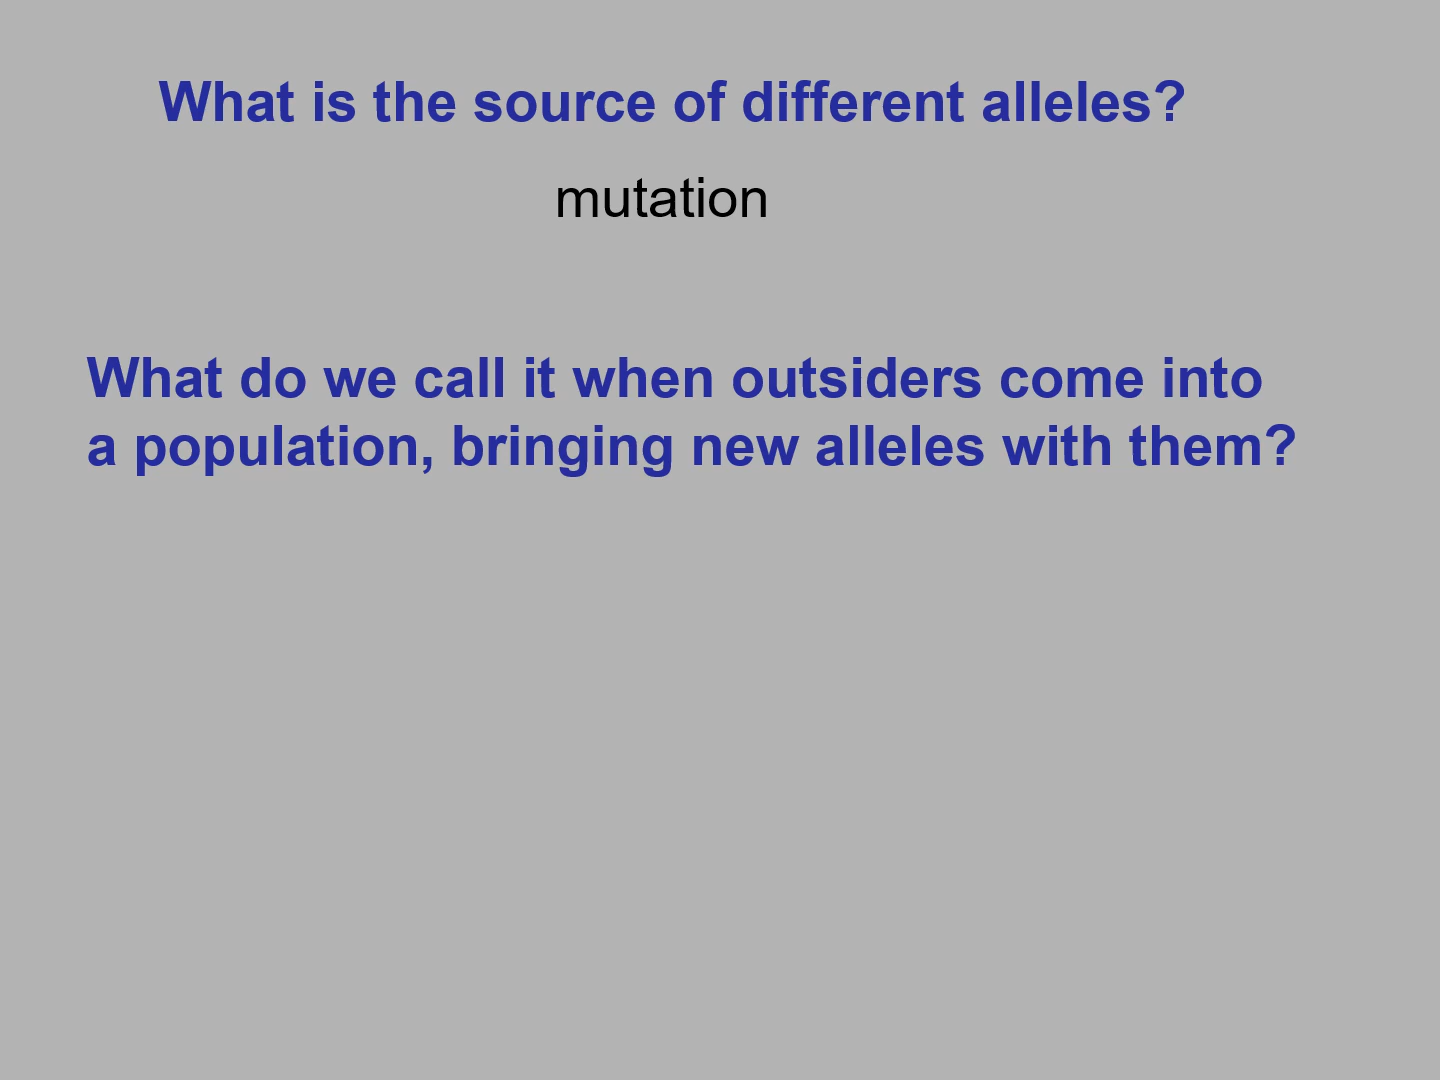 What is the source of different alleles?
mutation
What do we call it when outsiders come into
a population, bringing new alleles with them?